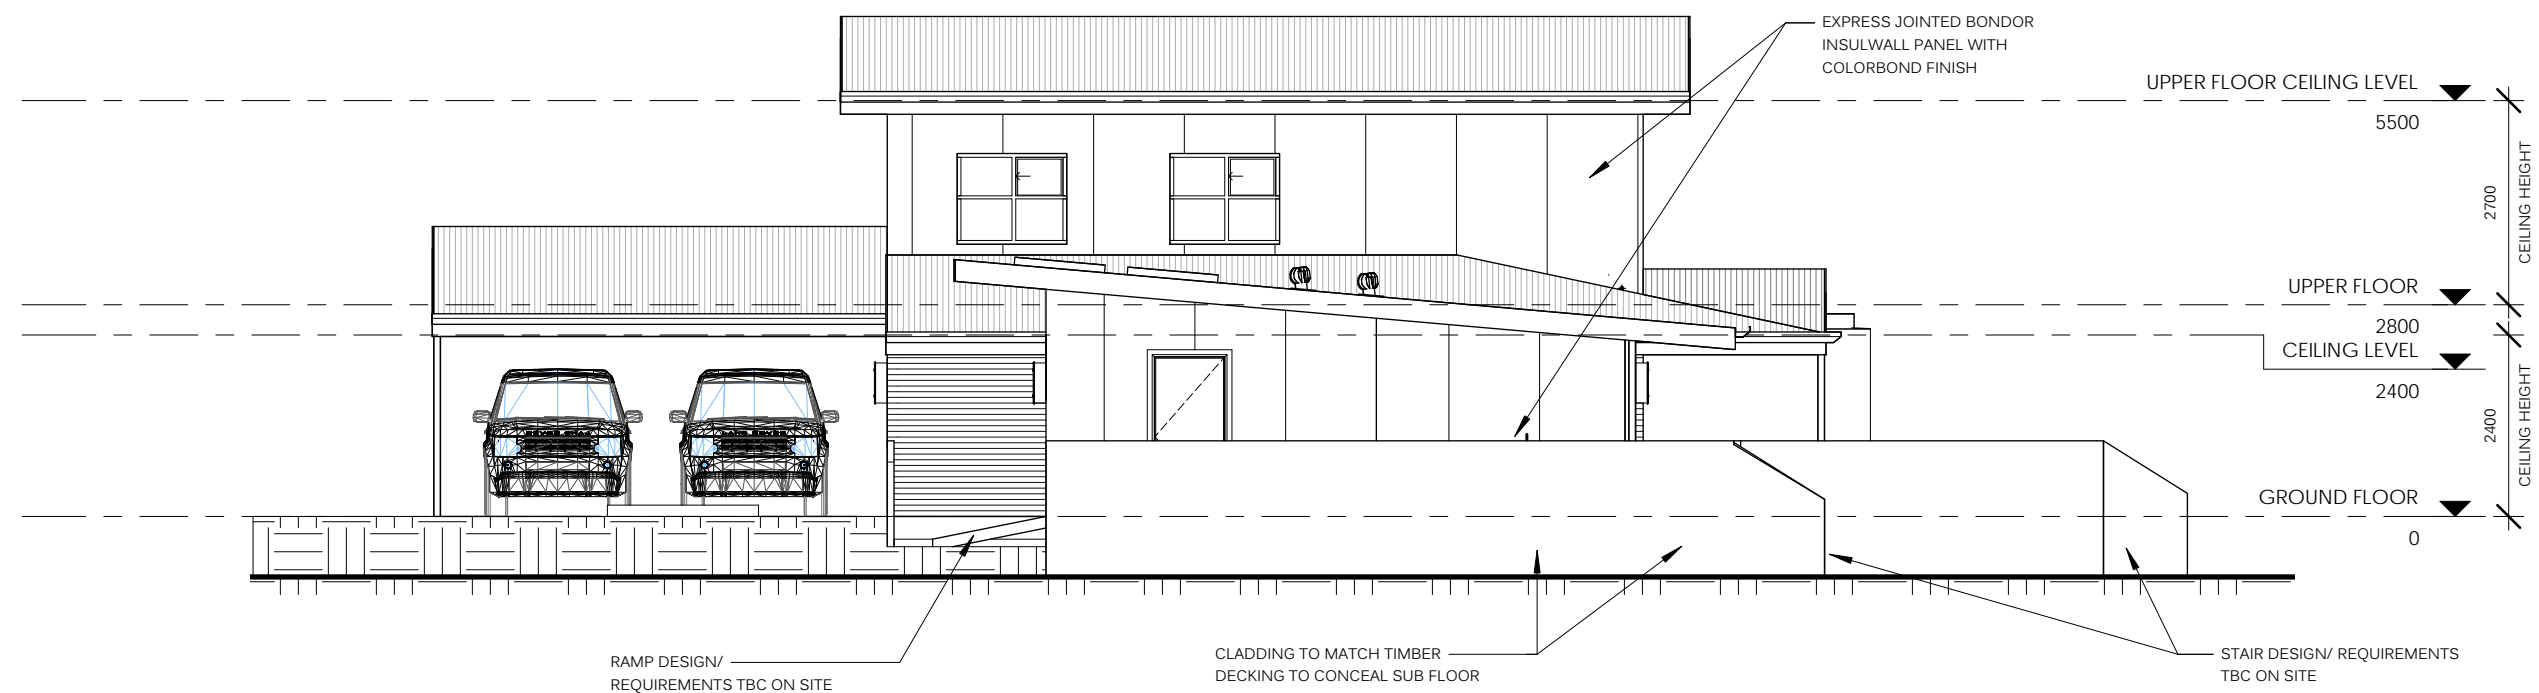 EXPRESS JOINTED BONDOR
INSULWALL PANEL WITH
COLORBOND FINISH
UPPER FLOOR CEILING LEVEL
5500
2700
CEILING HEIGHT
UPPER FLOOR
2800
CEILING LEVEL
2400
2400
CEILING HEIGHT
GROUND FLOOR
0
RAMP DESIGN/
REQUIREMENTS TBC ON SITE
CLADDING TO MATCH TIMBER
DECKING TO CONCEAL SUB FLOOR
STAIR DESIGN/ REQUIREMENTS
TBC ON SITE